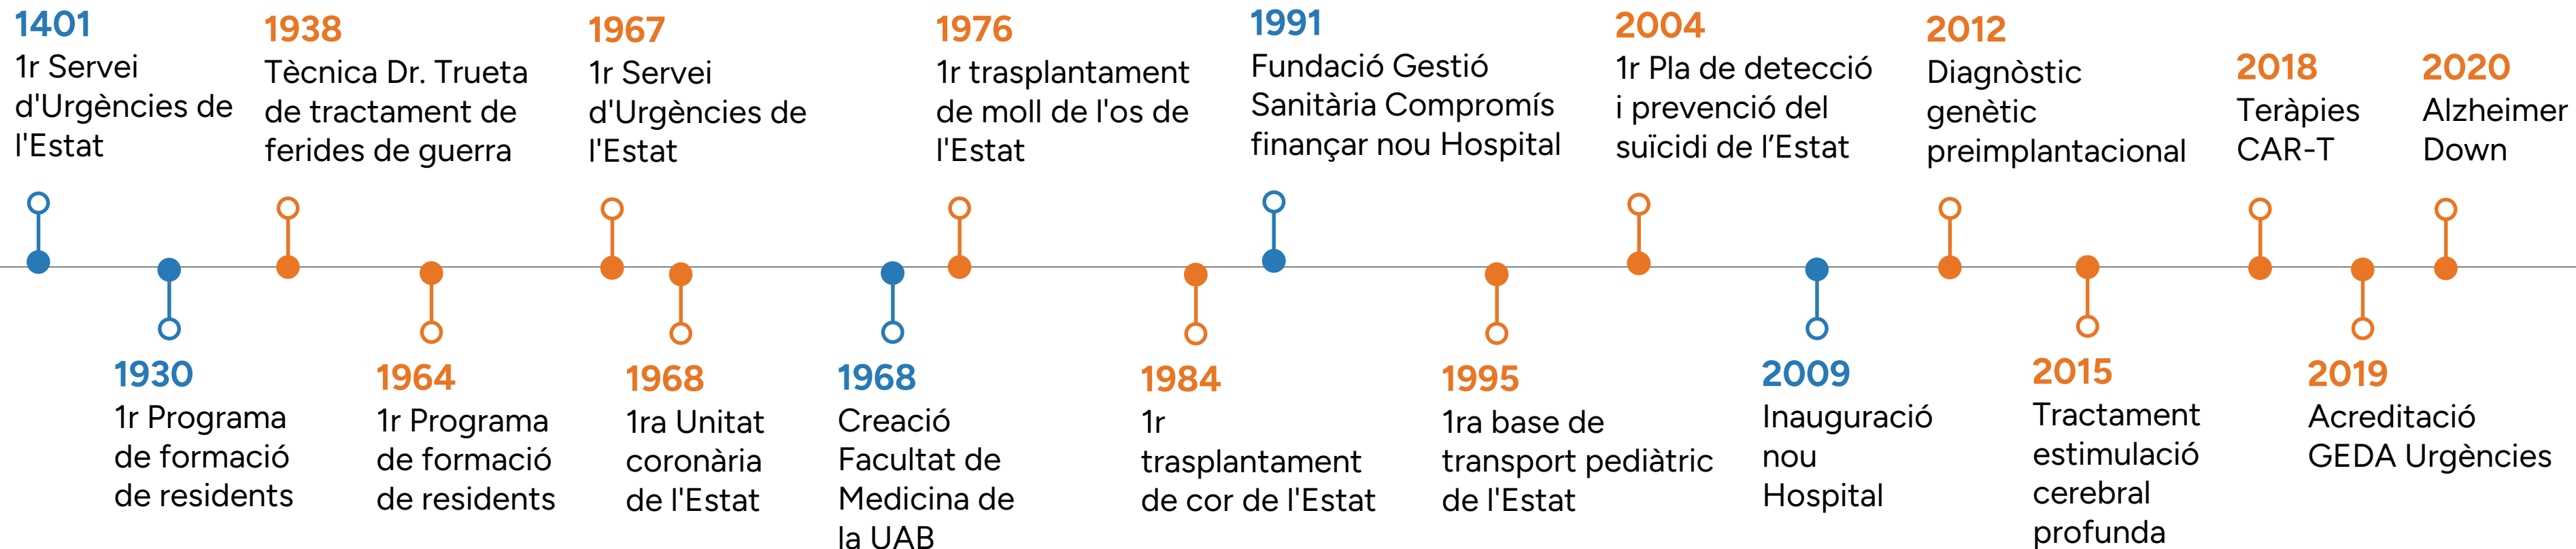 1401
1r Servei
d'Urgències de
l'Estat
1938
Tècnica Dr. Trueta
de tractament de
ferides de guerra
1967
1r Servei
d'Urgències de
l'Estat
1976
1r trasplantament
de moll de l'os de
l'Estat
1991
Fundació Gestió
Sanitària Compromís
finançar nou Hospital
2004
1r Pla de detecció
i prevenció del
suïcidi de l’Estat
2012
Diagnòstic
genètic
preimplantacional
2018
Teràpies
CAR-T
2020
Alzheimer
Down
1930
1r Programa
de formació
de residents
1964
1r Programa
de formació
de residents
1968
1ra Unitat
coronària
de l'Estat
1968
Creació
Facultat de
Medicina de
la UAB
1984
1r
trasplantament
de cor de l'Estat
1995
1ra base de
transport pediàtric
de l'Estat
2009
Inauguració
nou
Hospital
2015
Tractament
estimulació
cerebral
profunda
2019
Acreditació
GEDA Urgències